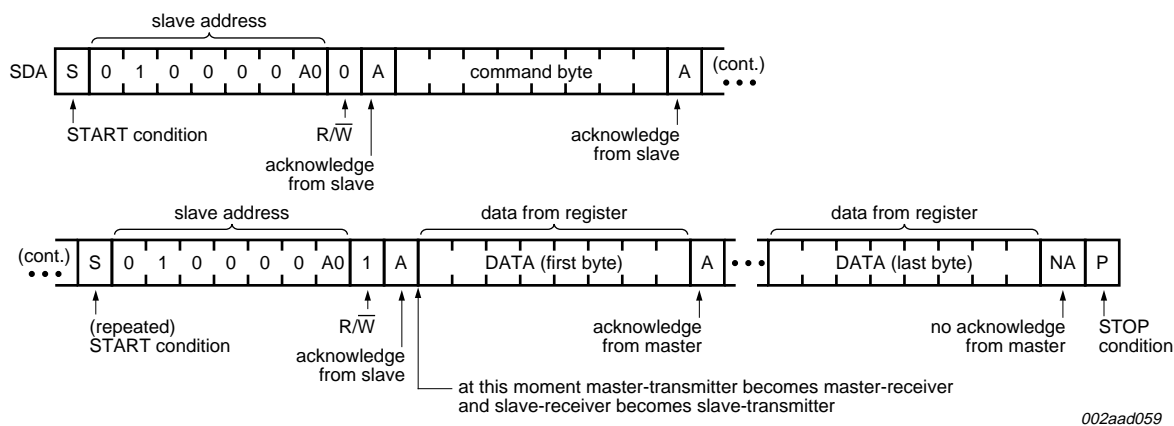 slave address
SDA S 0 1 0 0 0 0 A0 0 A command byte A (cont.)
START condition R/W̅ acknowledge from slave acknowledge from slave
slave address data from register data from register
(cont.) S 0 1 0 0 0 0 A0 1 A DATA (first byte) A DATA (last byte) NA P
(repeated) START condition R/W̅ acknowledge from slave acknowledge from master no acknowledge from master STOP condition
at this moment master-transmitter becomes master-receiver
and slave-receiver becomes slave-transmitter
002aad059